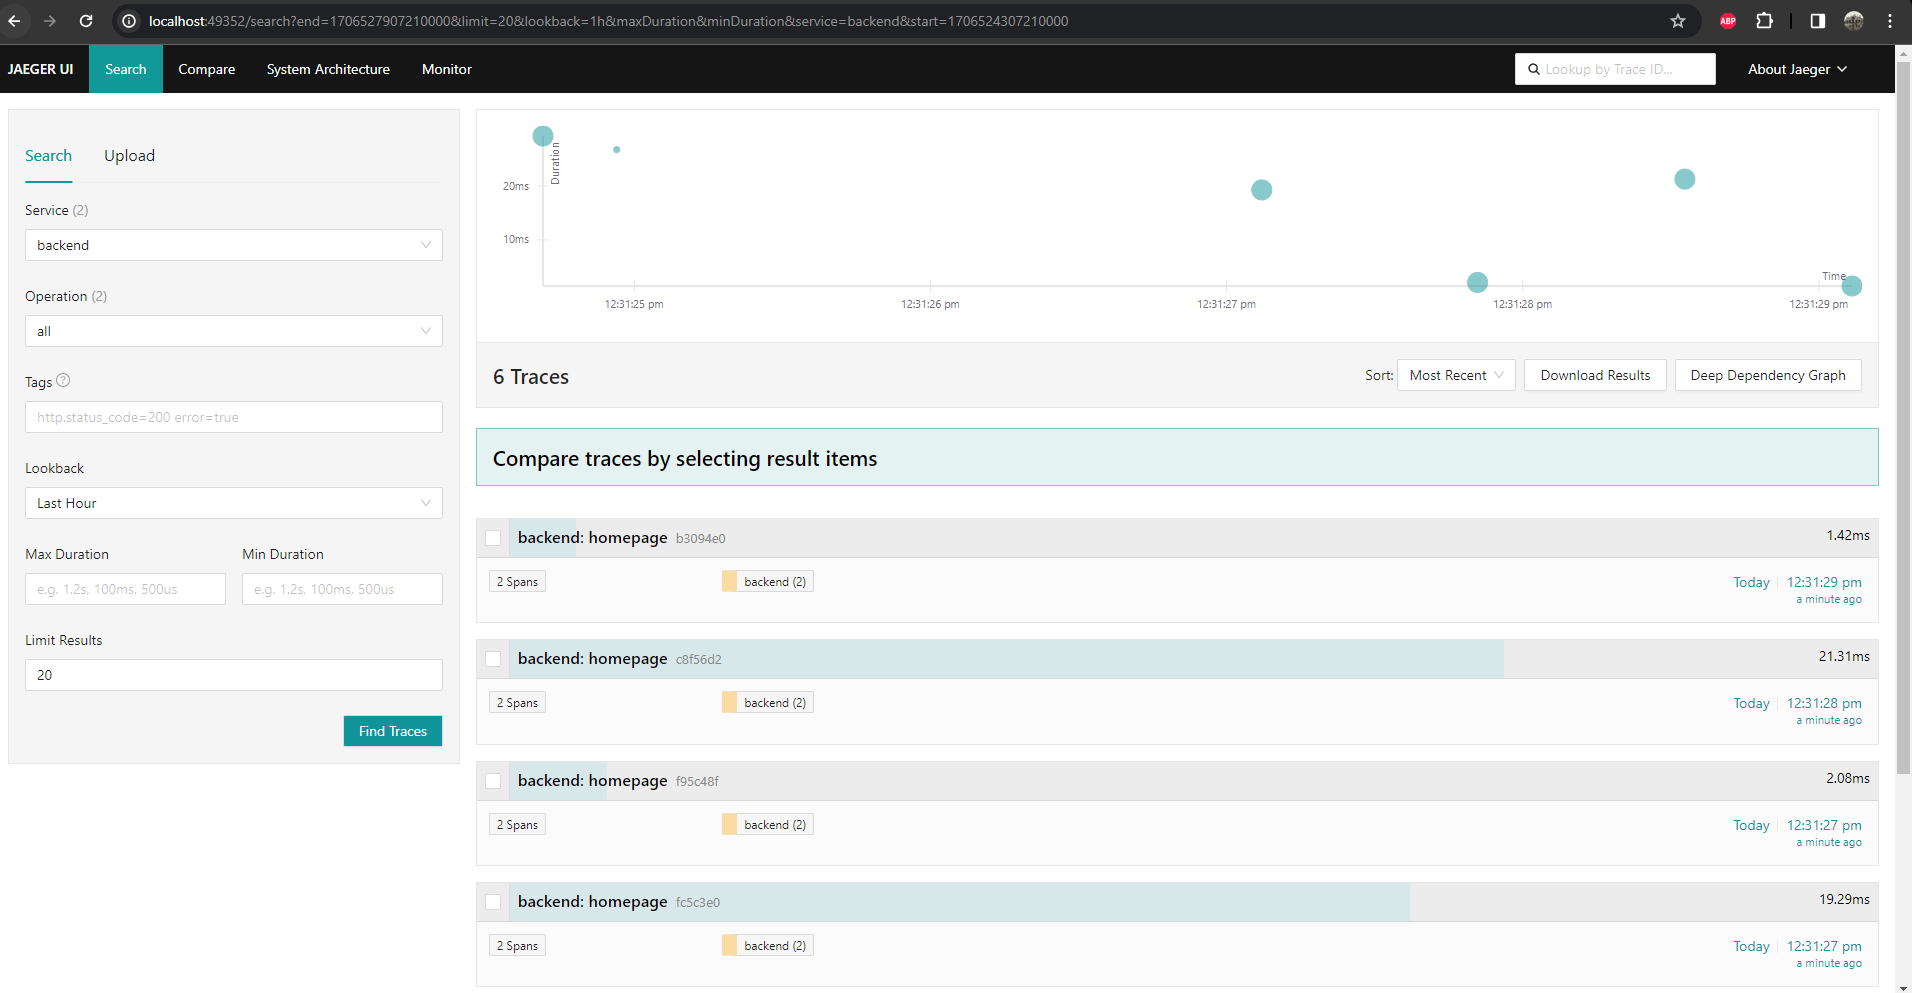 localhost:49352/search?end=1706527907210000&limit=20&lookback=1h&maxDuration&minDuration&service=backend&start=1706524307210000
ABP
JAEGER UI Search Compare System Architecture Monitor Lookup by Trace ID... About Jaeger
Search Upload
Service (2)
backend
Operation (2)
all
Tags ?
http.status_code=200 error=true
Lookback
Last Hour
Max Duration Min Duration
e.g. 1.2s, 100ms, 500us e.g. 1.2s, 100ms, 500us
Limit Results
20
Find Traces
Duration
20ms
10ms
Time
12:31:25 pm 12:31:26 pm 12:31:27 pm 12:31:28 pm 12:31:29 pm
6 Traces Sort: Most Recent Download Results Deep Dependency Graph
Compare traces by selecting result items
backend: homepage b3094e0 1.42ms
2 Spans backend (2) Today 12:31:29 pm
a minute ago
backend: homepage c8f56d2 21.31ms
2 Spans backend (2) Today 12:31:28 pm
a minute ago
backend: homepage f95c48f 2.08ms
2 Spans backend (2) Today 12:31:27 pm
a minute ago
backend: homepage fc5c3e0 19.29ms
2 Spans backend (2) Today 12:31:27 pm
a minute ago